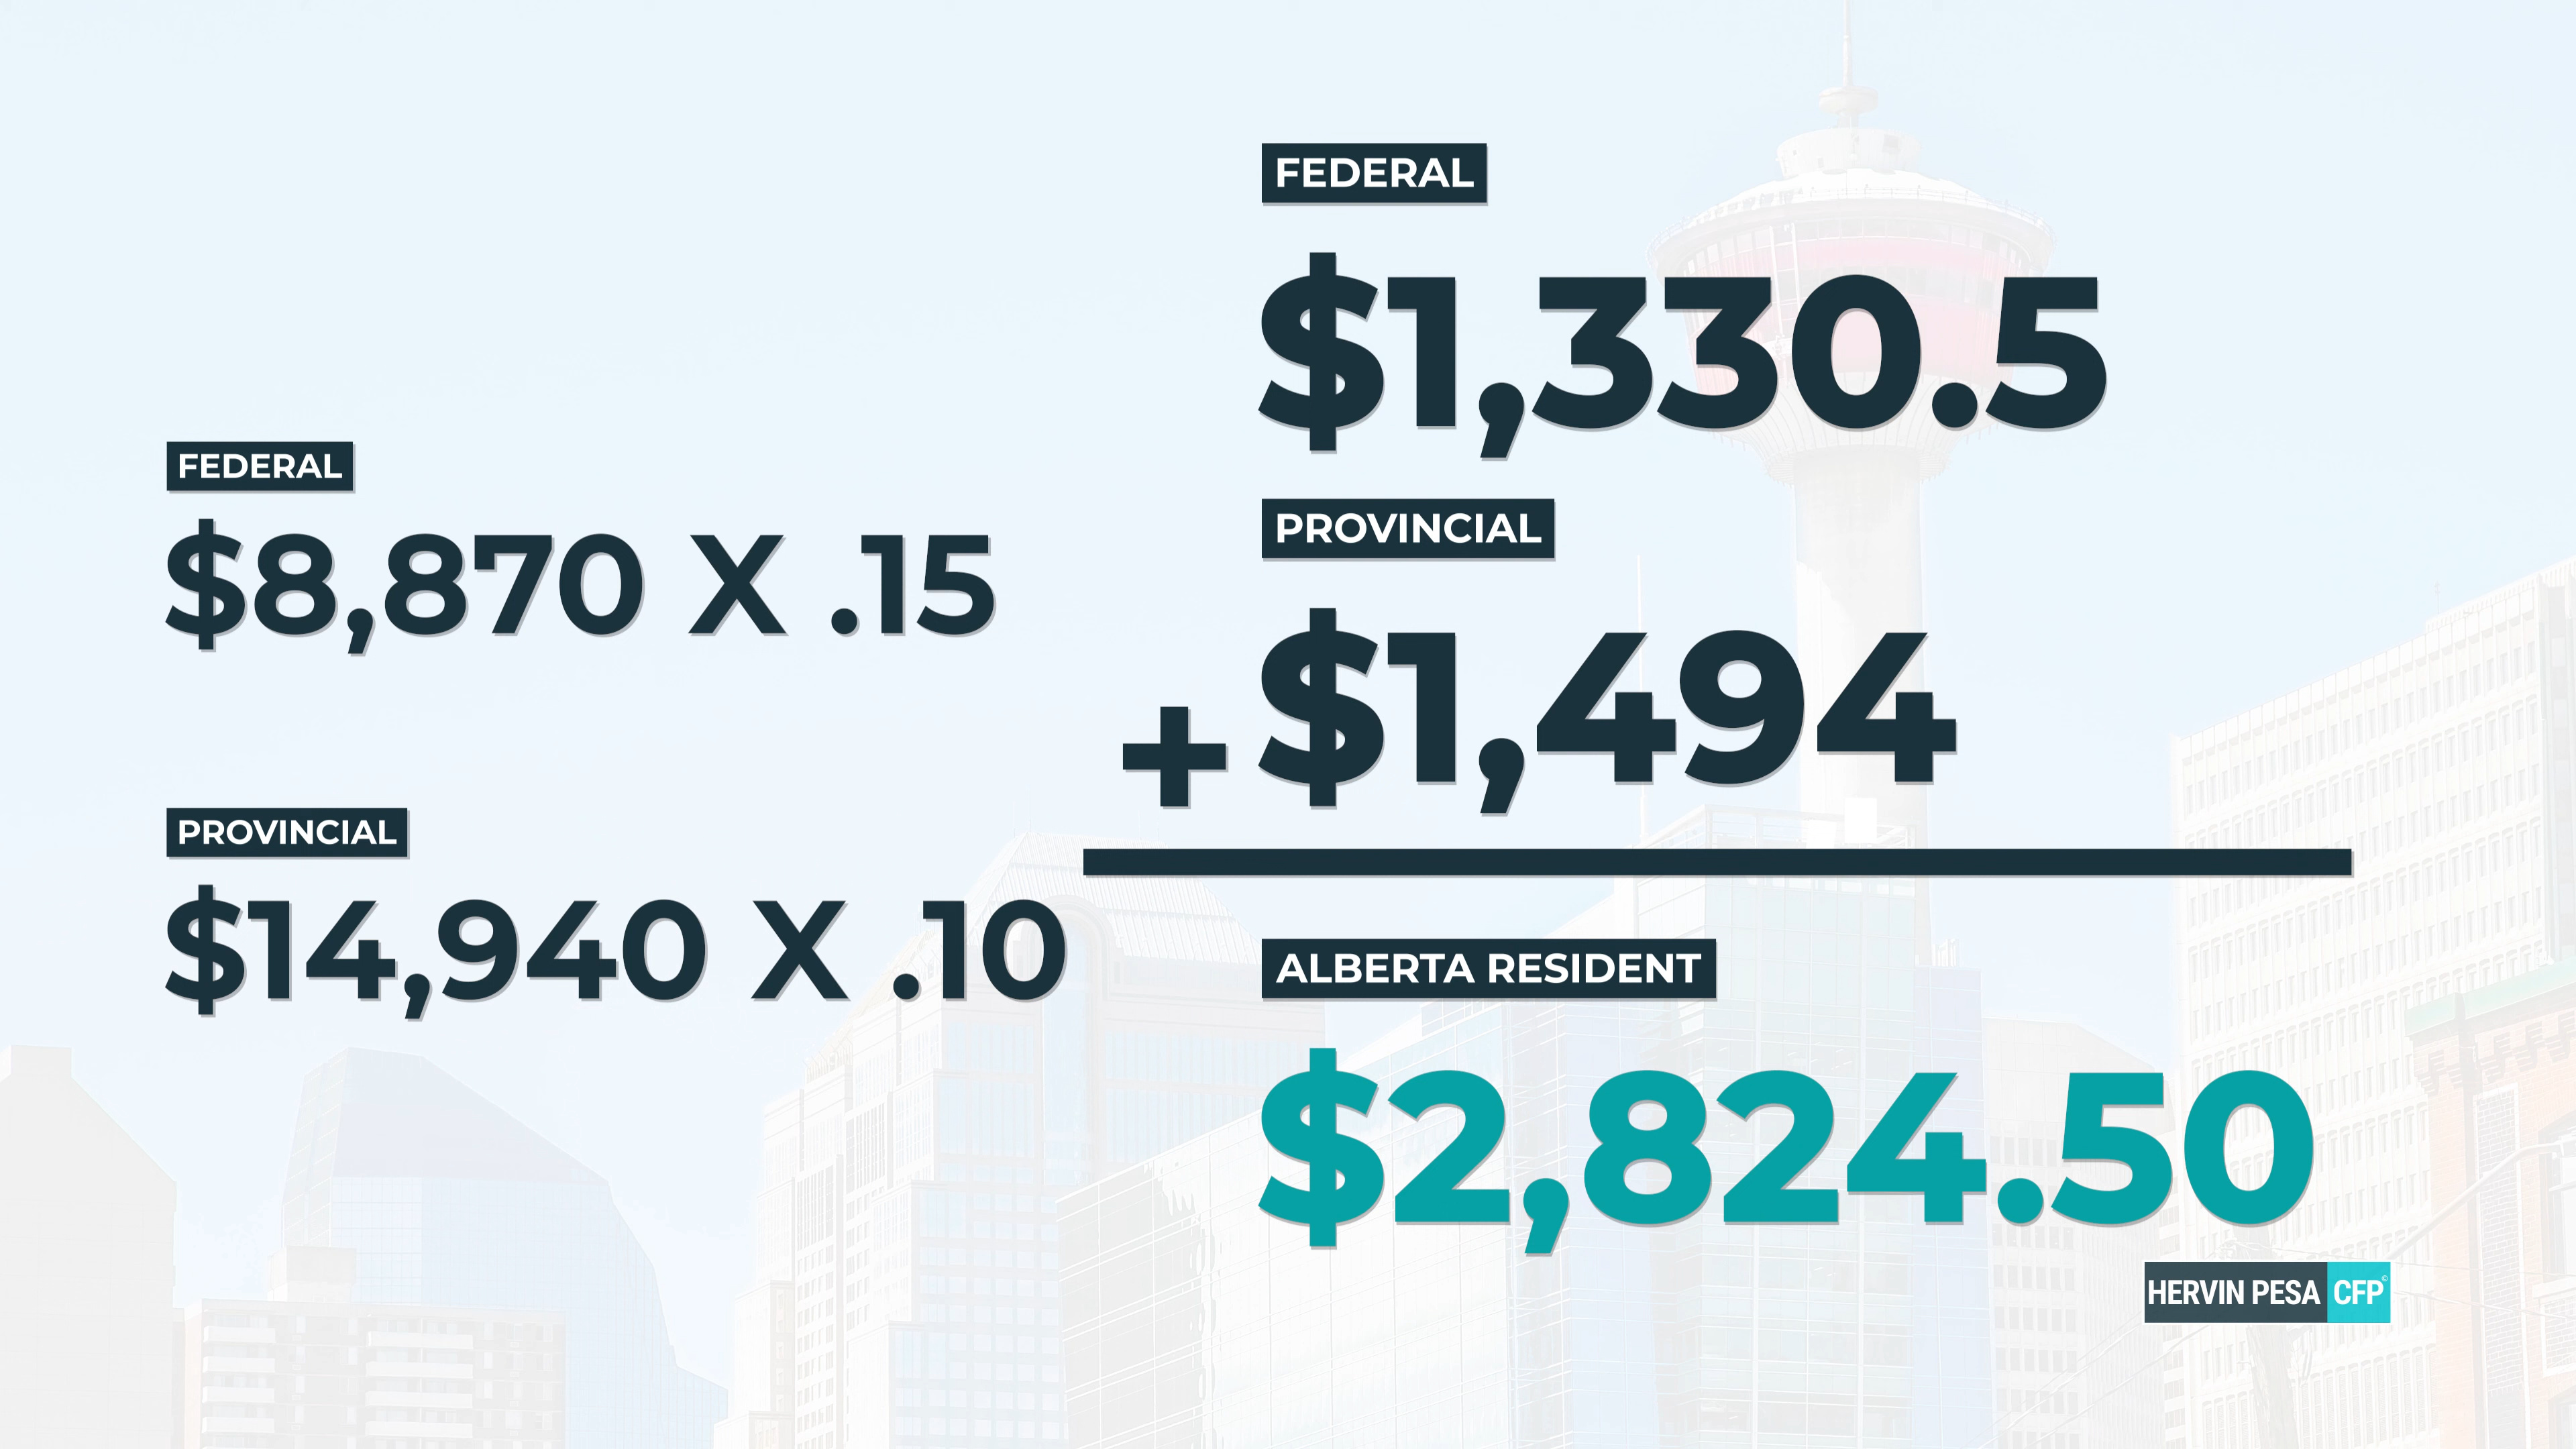 FEDERAL
$8,870 X .15
PROVINCIAL
$14,940 X .10
FEDERAL
$1,330.5
PROVINCIAL
+ $1,494
ALBERTA RESIDENT
$2,824.50
HERVIN PESA CFP©